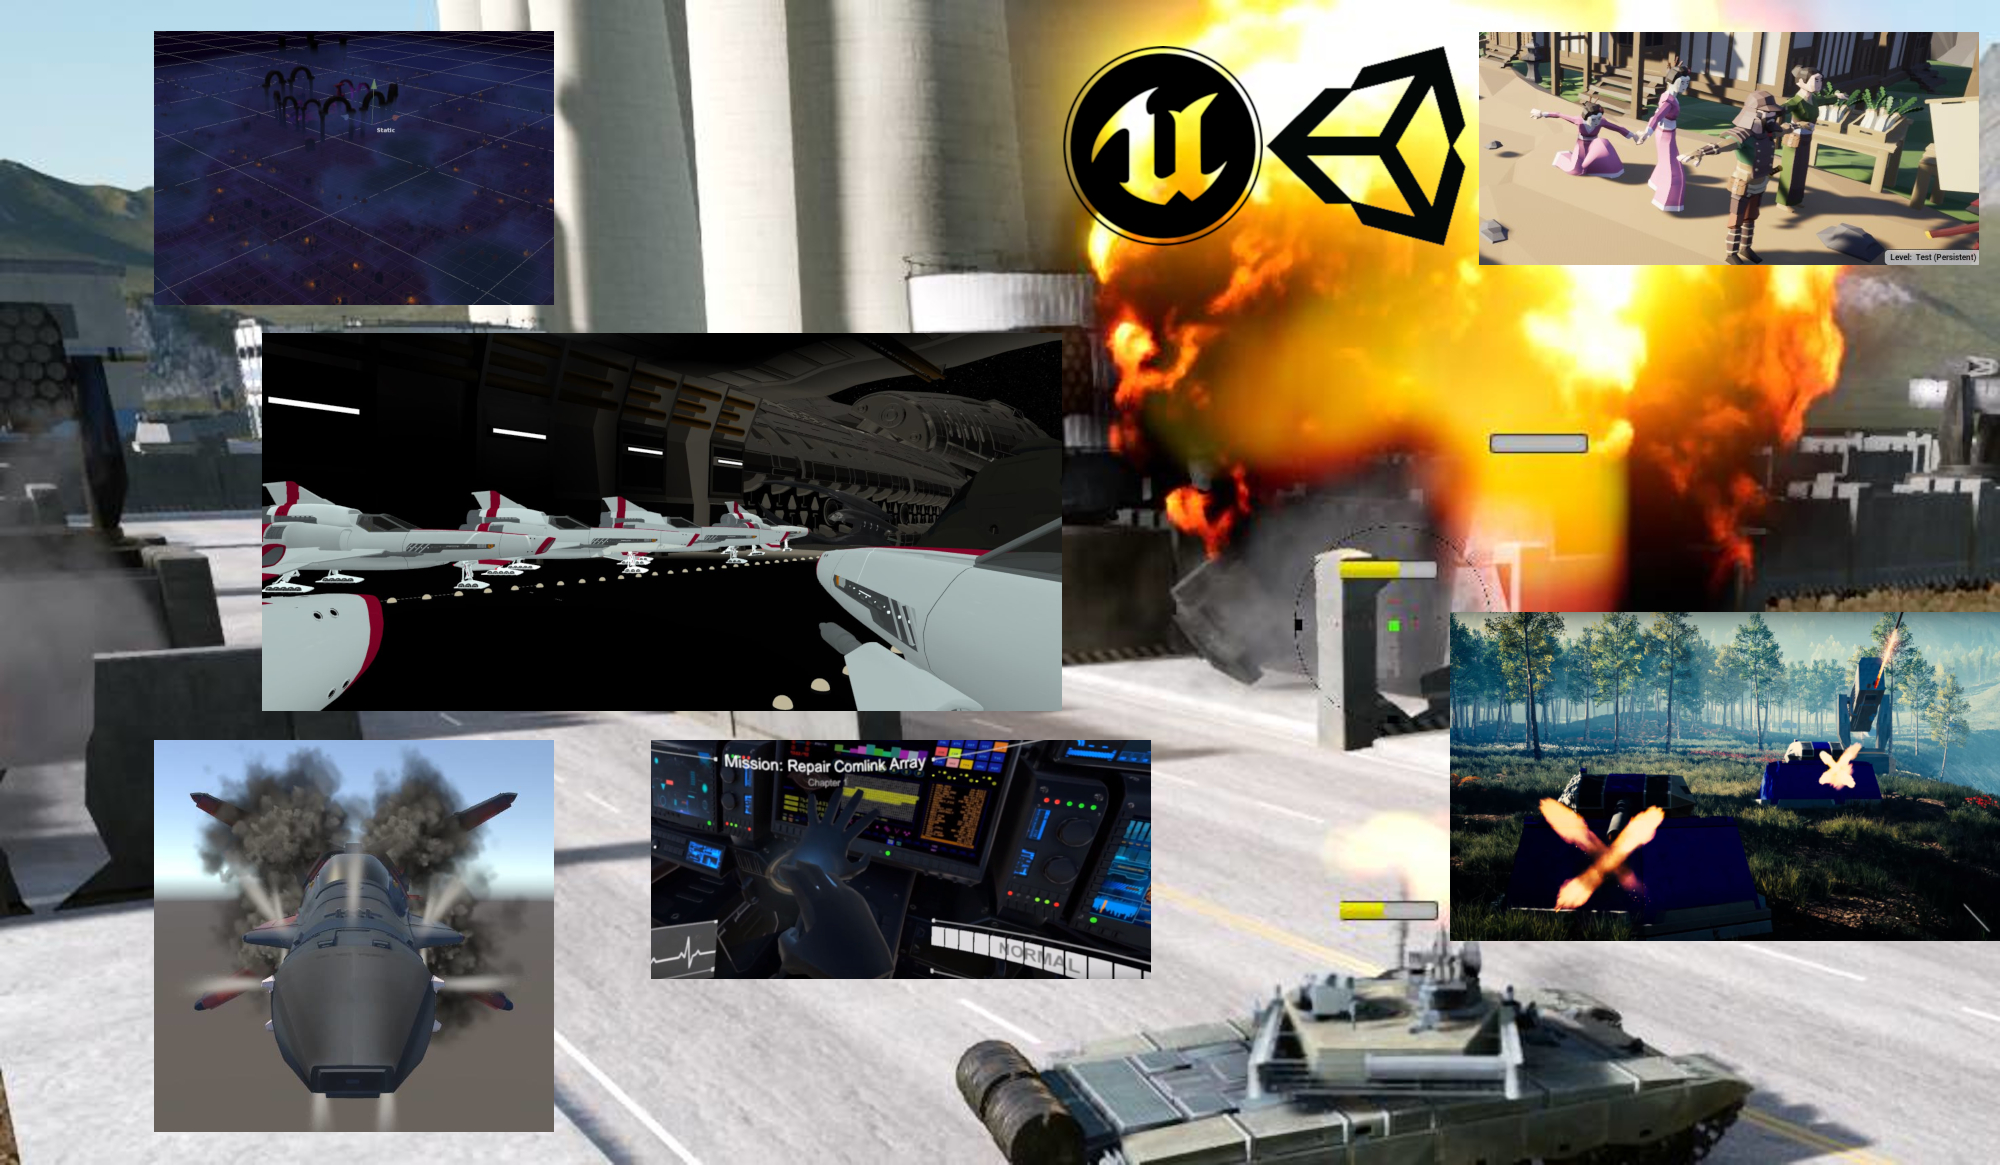 Static
Level: Test (Persistent)
Mission: Repair Comlink Array
Chapter 1
NORMAL